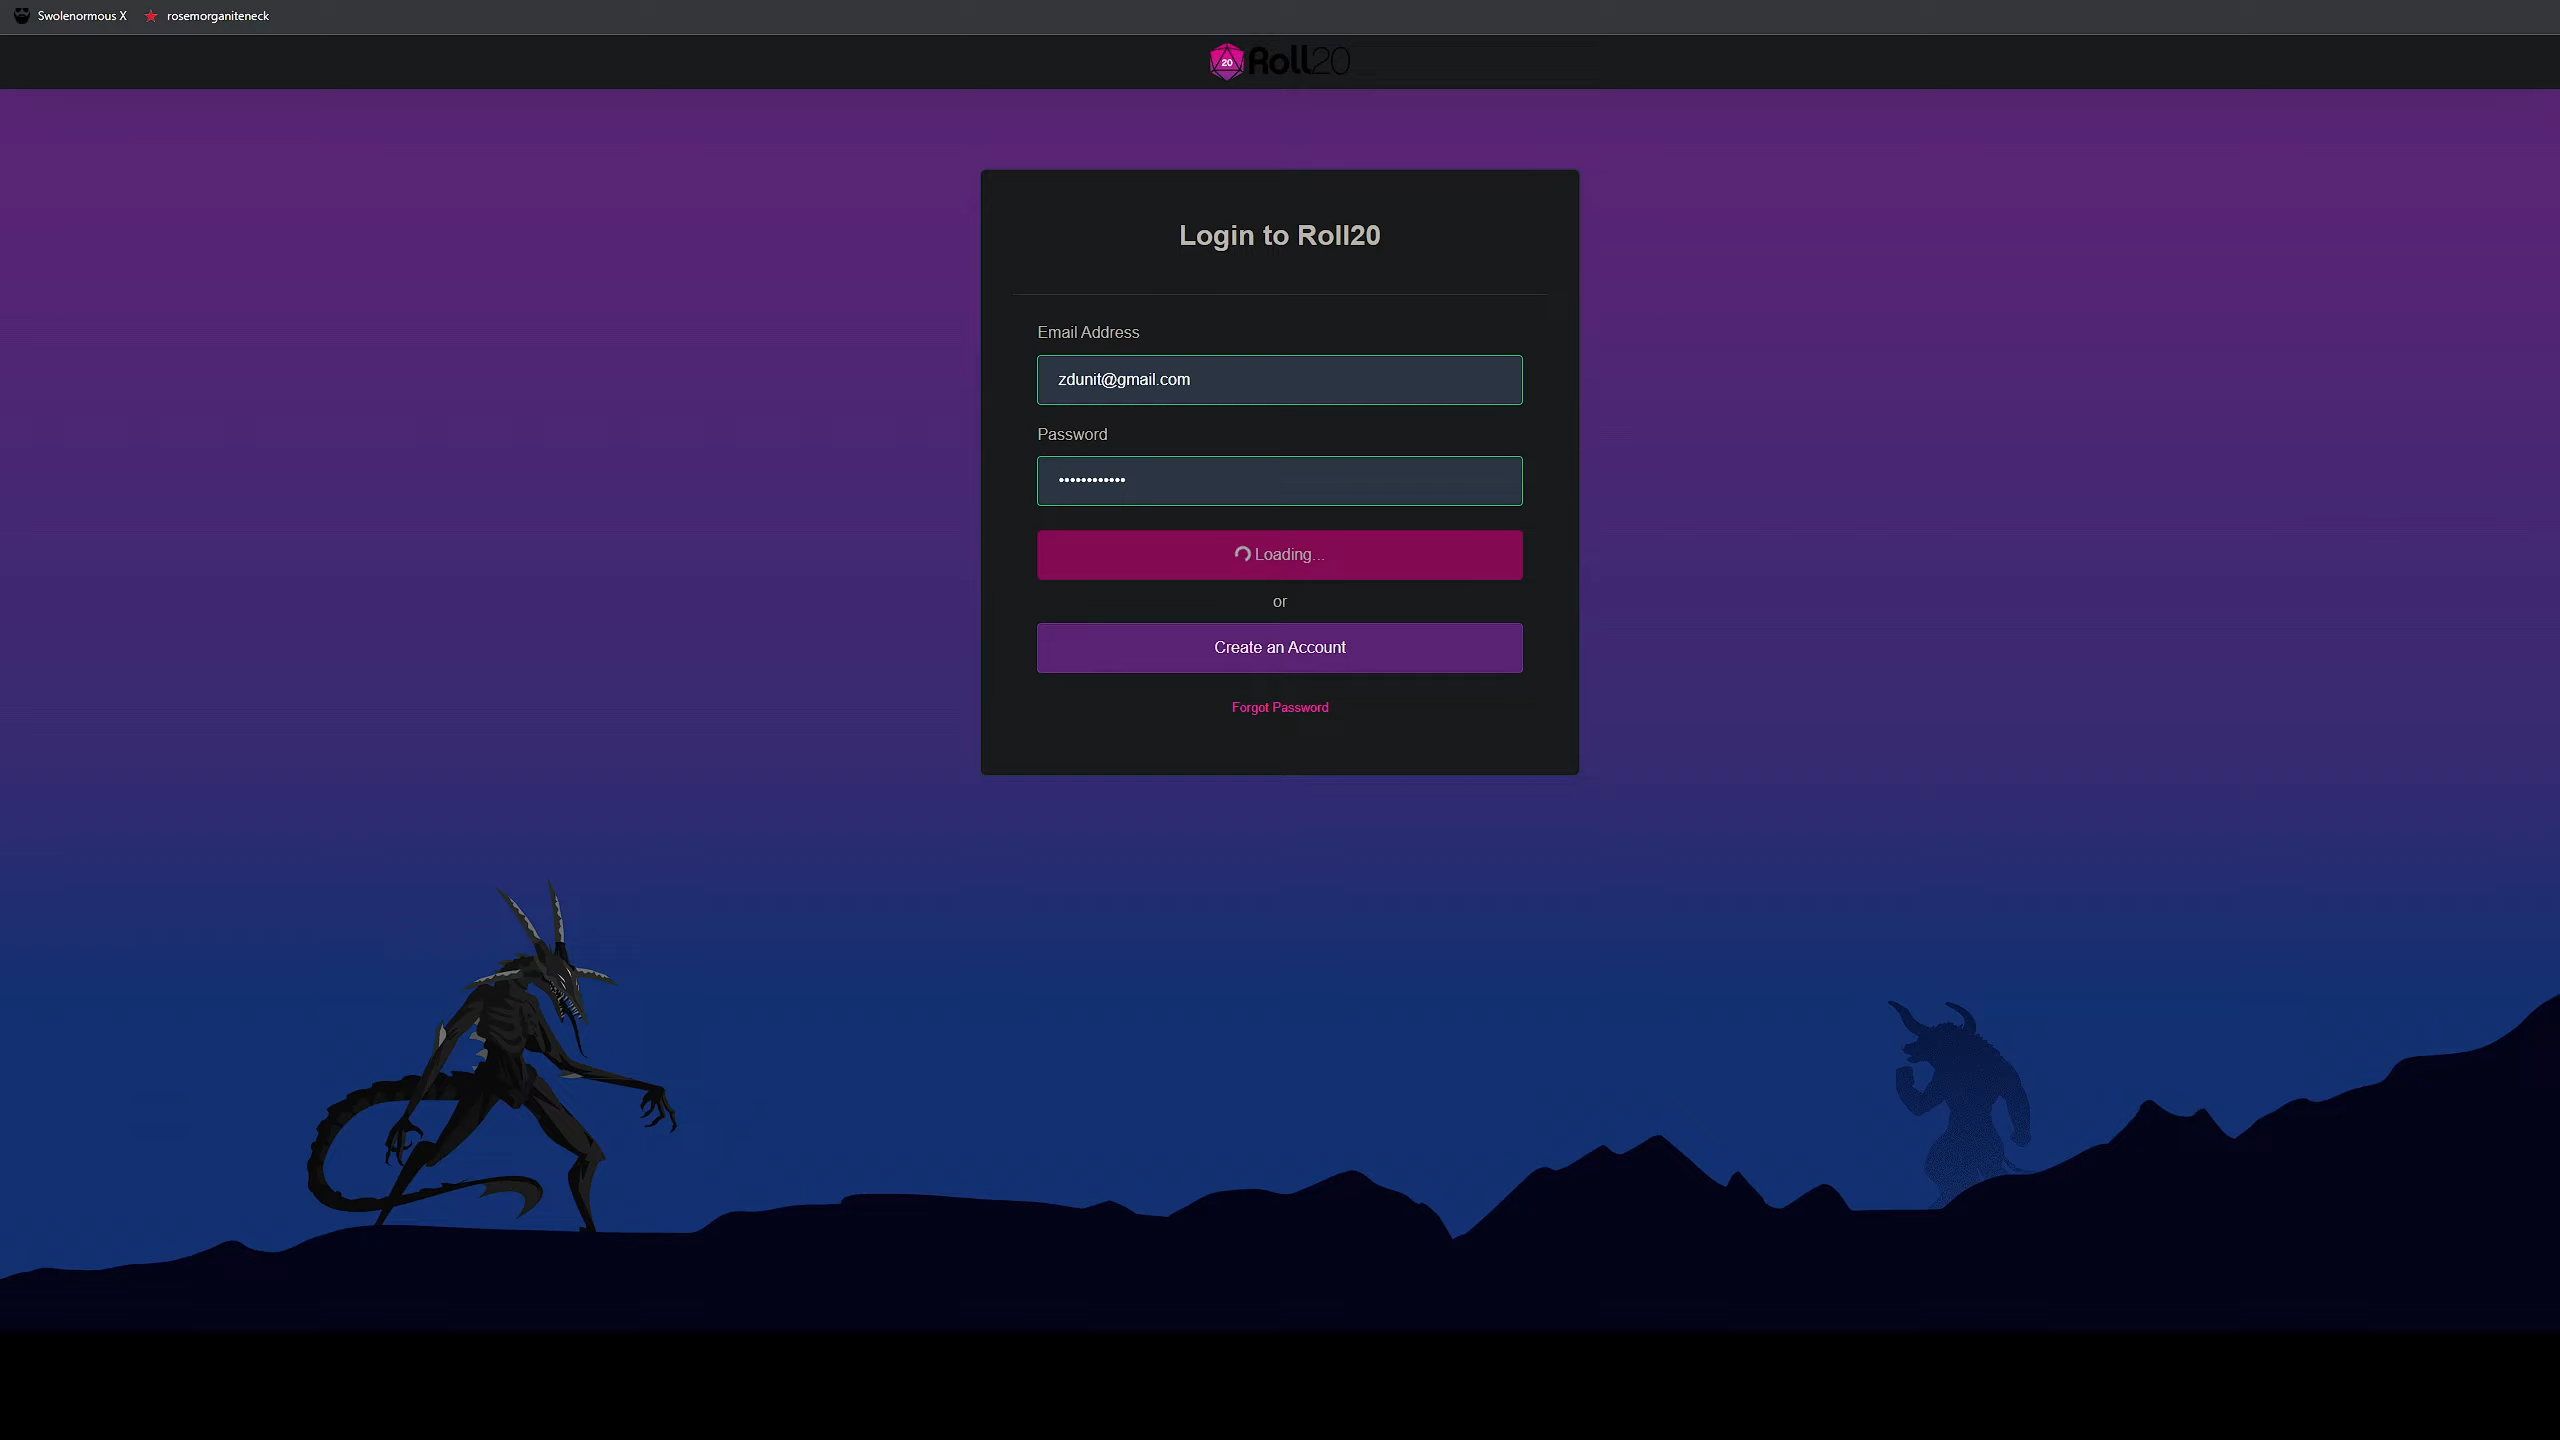 Swolenormous X rosemorganiteneck
20 Roll20
Login to Roll20
Email Address
zdunit@gmail.com
Password
••••••••••••
Loading...
or
Create an Account
Forgot Password